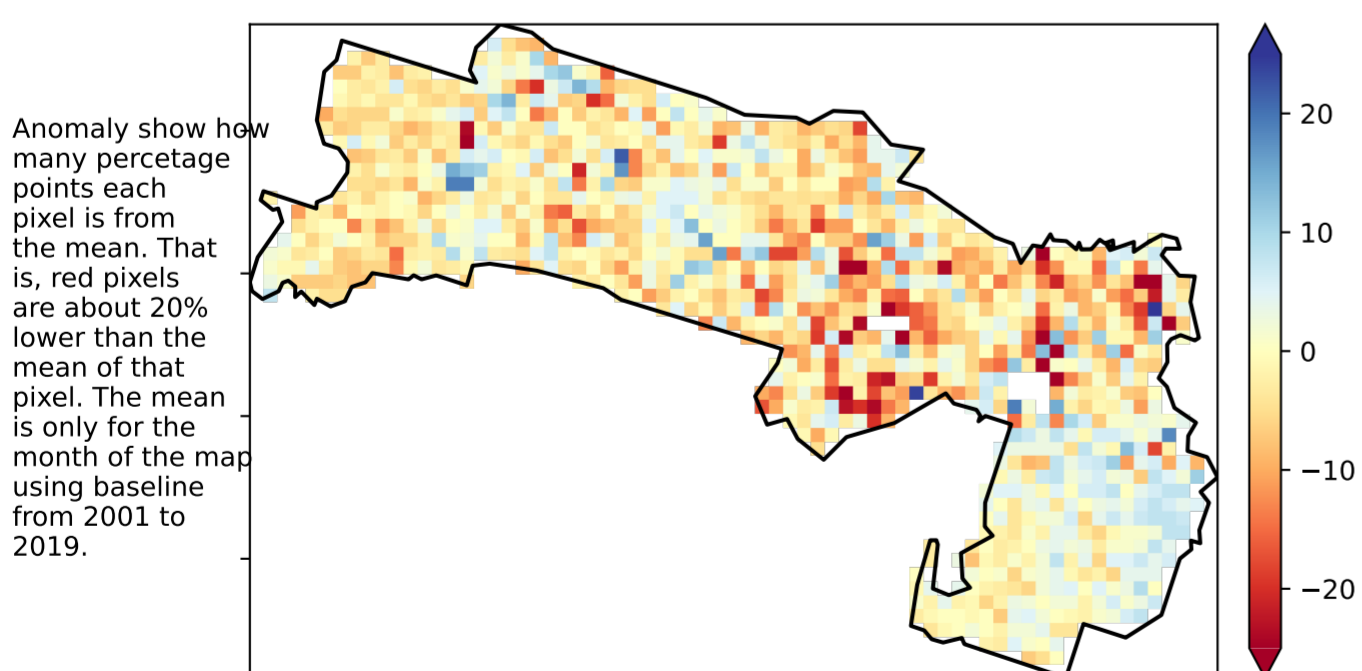 Anomaly show how
many percetage
points each
pixel is from
the mean. That
is, red pixels
are about 20%
lower than the
mean of that
pixel. The mean
is only for the
month of the map
using baseline
from 2001 to
2019.
20
10
0
−10
−20